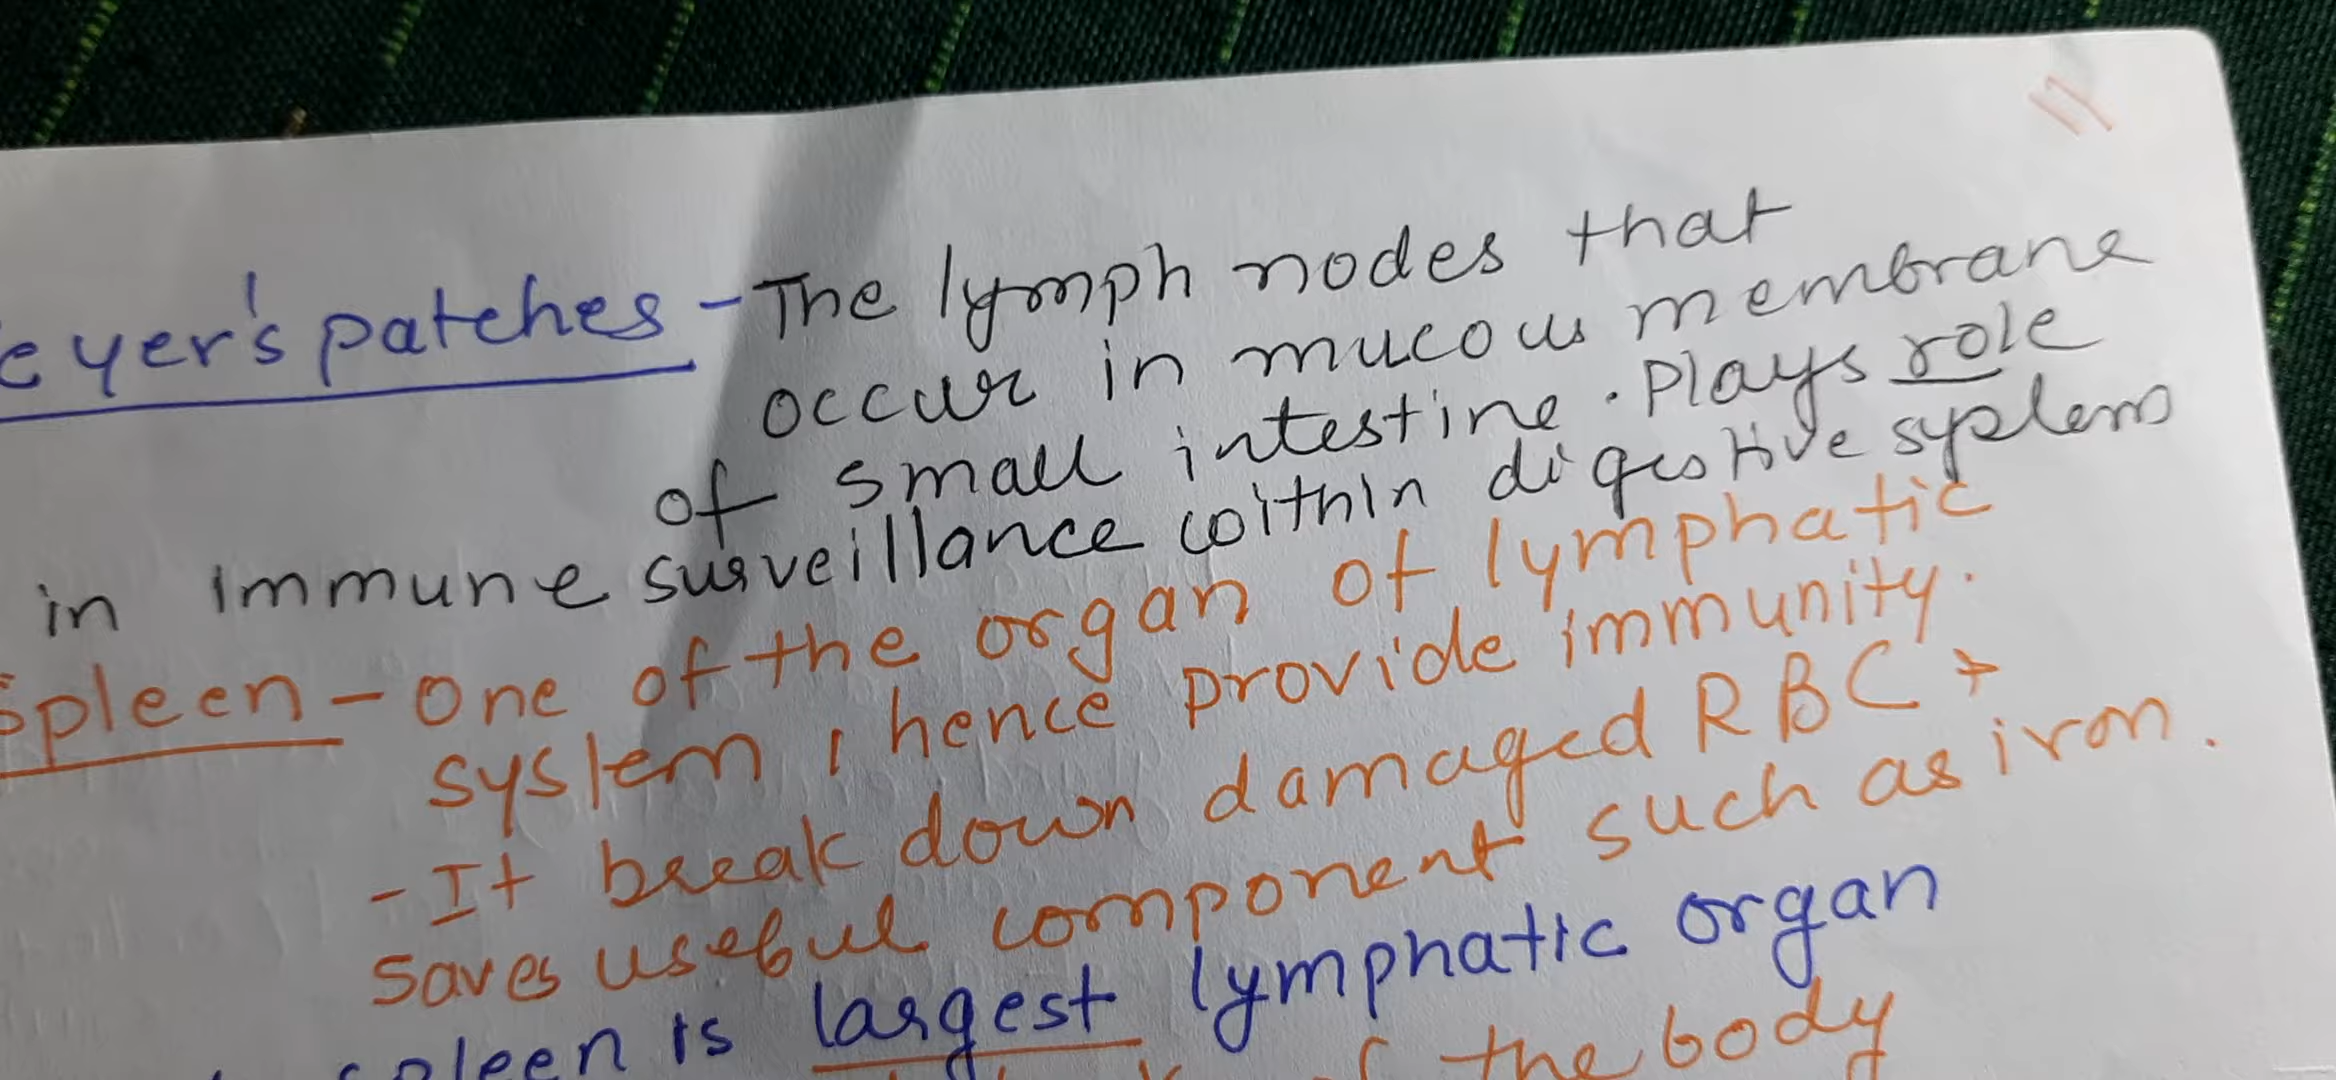 eyer's patches - The lymph nodes that
occur in mucous membrane
of small intestine. Plays role
in immune surveillance within digestive system
Spleen - One of the organ of lymphatic
system, hence provide immunity.
- It break down damaged RBC +
saves useful component such as iron.
spleen is largest lymphatic organ
of the body